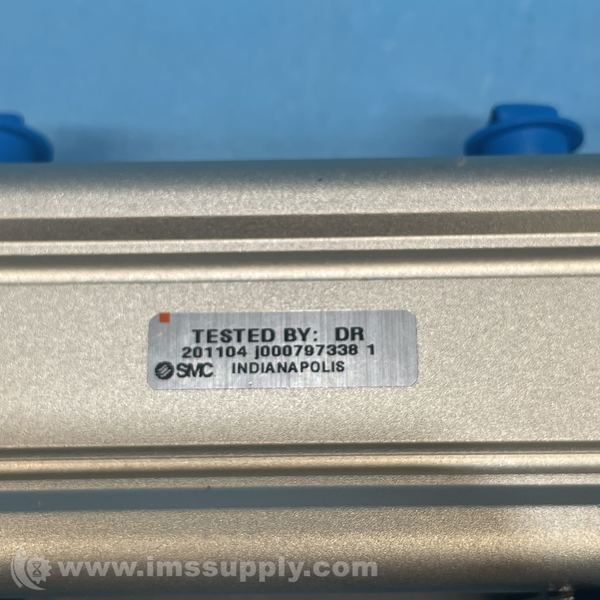 TESTED BY: DR
201104 j000797338 1
SMC INDIANAPOLIS
www.imssupply.com